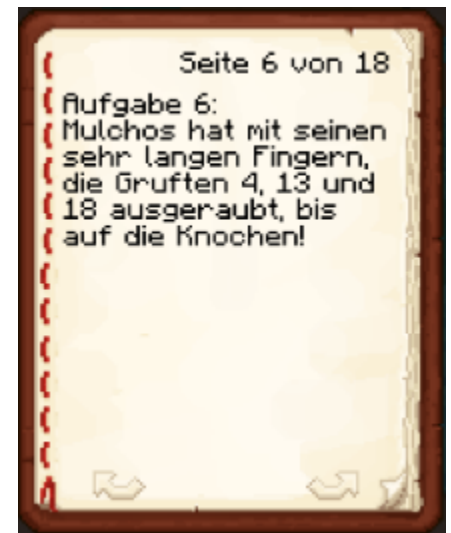 Seite 6 von 18
Aufgabe 6:
Mulchos hat mit seinen
sehr langen Fingern,
die Gruften 4, 13 und
18 ausgeraubt, bis
auf die Knochen!